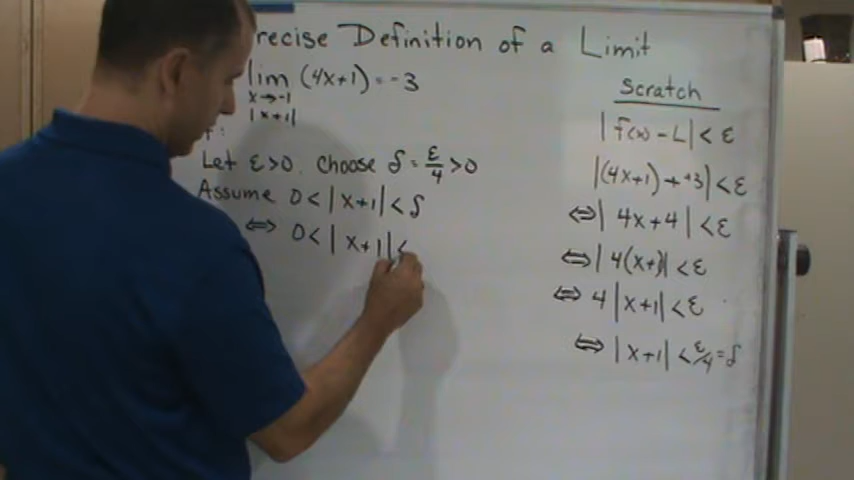 recise Definition of a Limit
lim (4x+1) = -3
x→-1
|x+1|
f:
Let ε>0. Choose δ = ε/4 >0
Assume 0<|x+1|<δ
⇔ 0<|x+1|<
Scratch
|f(x) - L| < ε
|(4x+1) + +3| < ε
⇔ |4x+4| < ε
⇔ |4(x+1)| < ε
⇔ 4|x+1| < ε
⇔ |x+1| < ε/4 = δ